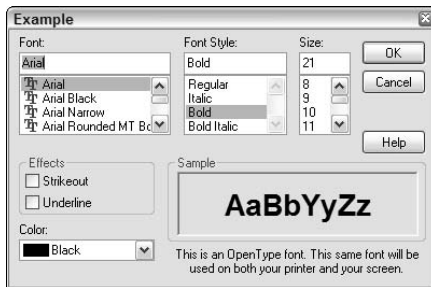 Example
Font:
Arial
Arial
Arial Black
Arial Narrow
Arial Rounded MT Bc
Font Style:
Bold
Regular
Italic
Bold
Bold Italic
Size:
21
8
9
10
11
OK
Cancel
Help
Effects
Strikeout
Underline
Color:
Black
Sample
AaBbYyZz
This is an OpenType font. This same font will be
used on both your printer and your screen.